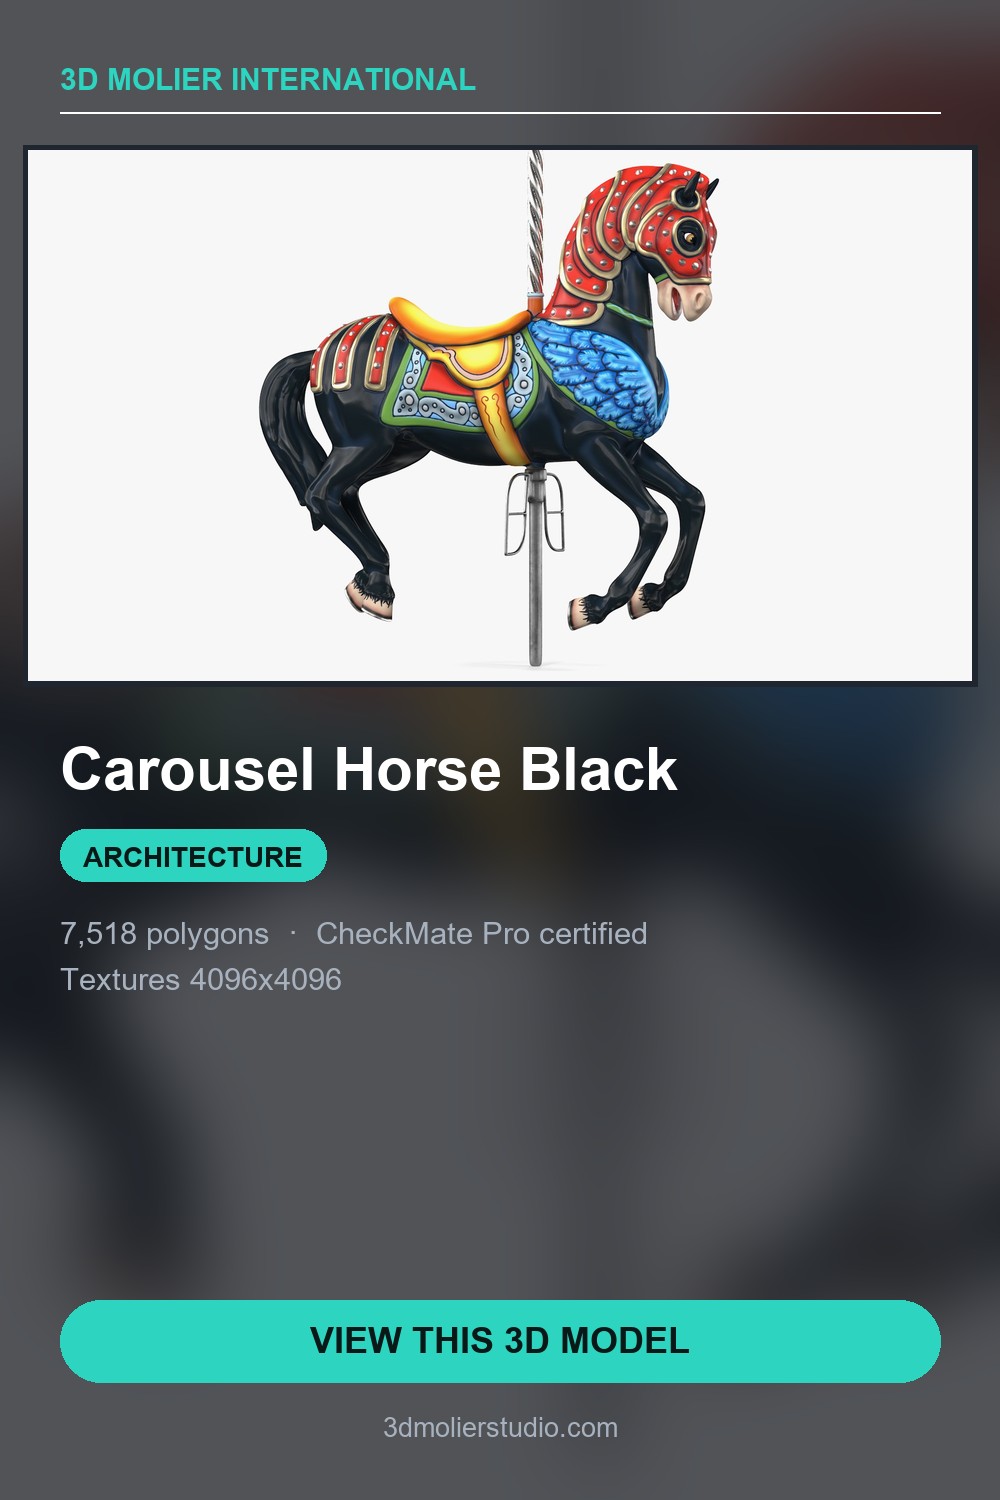 3D MOLIER INTERNATIONAL
Carousel Horse Black
ARCHITECTURE
7,518 polygons · CheckMate Pro certified
Textures 4096x4096
VIEW THIS 3D MODEL
3dmolierstudio.com